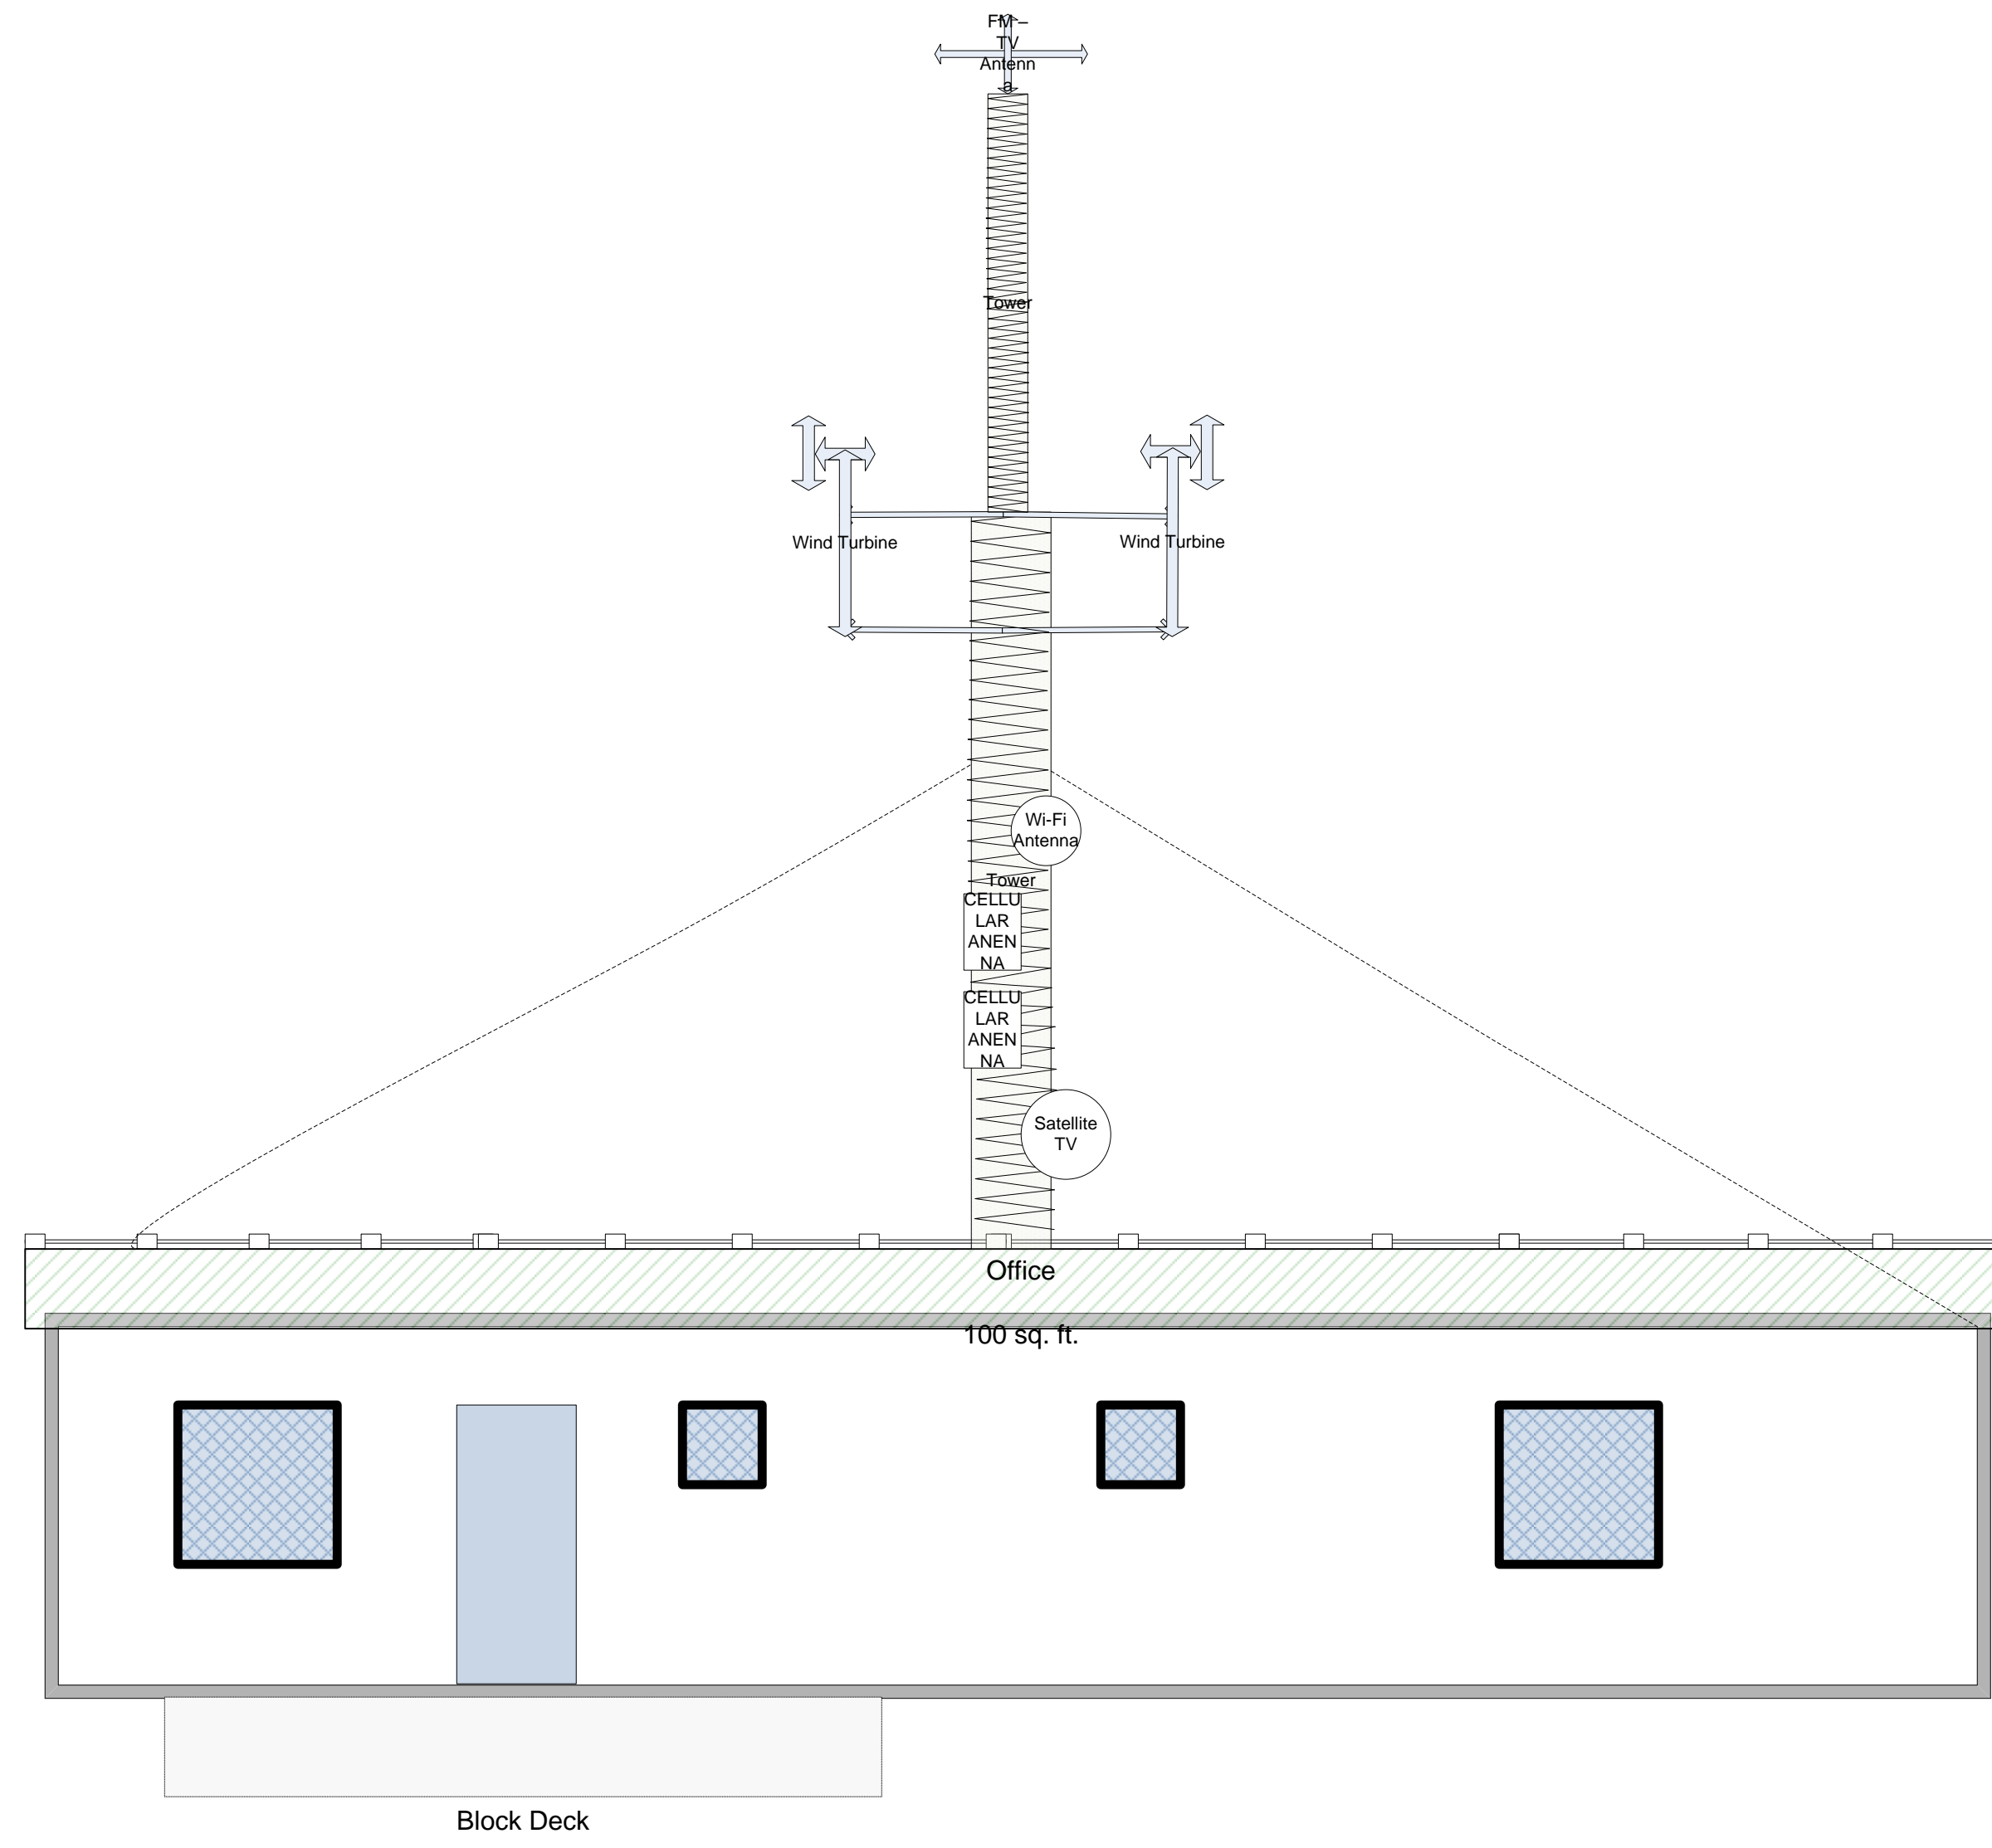 FM –
TV
Antenn
a
Tower
Wind Turbine
Wind Turbine
Wi-Fi
Antenna
Tower
CELLU
LAR
ANEN
NA
CELLU
LAR
ANEN
NA
Satellite
TV
Office
100 sq. ft.
Block Deck